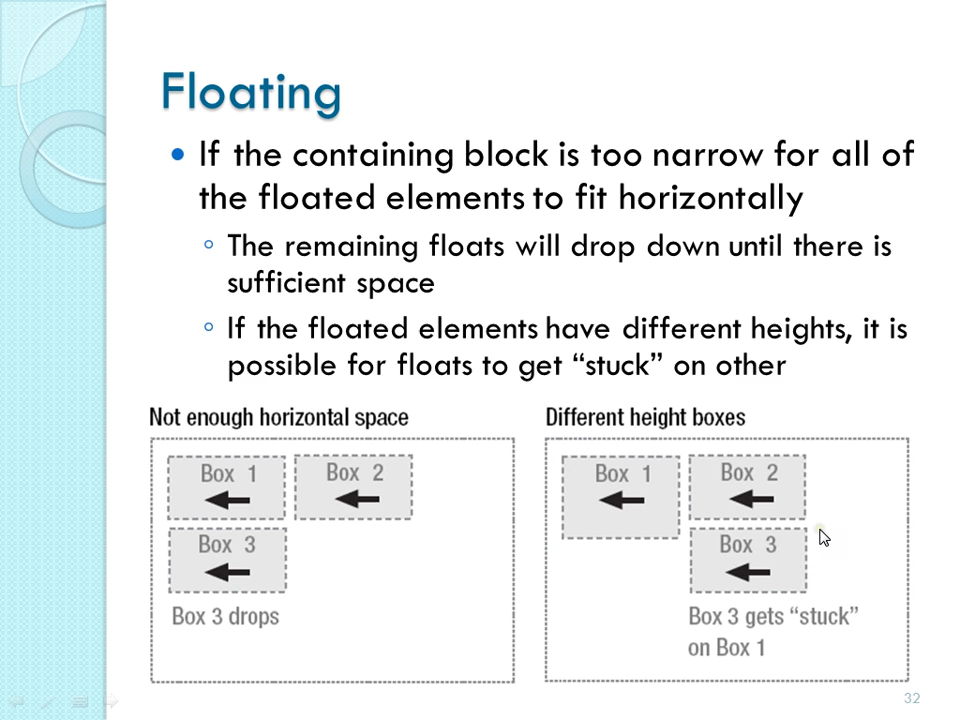 Floating
If the containing block is too narrow for all of
the floated elements to fit horizontally
The remaining floats will drop down until there is
sufficient space
If the floated elements have different heights, it is
possible for floats to get “stuck” on other
Not enough horizontal space
Box 1
Box 2
Box 3
Box 3 drops
Different height boxes
Box 1
Box 2
Box 3
Box 3 gets “stuck”
on Box 1
32